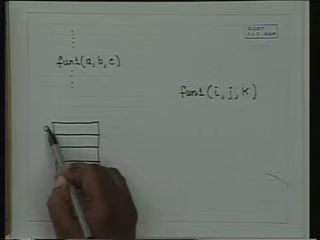 fun1(a, b, c)
fun1(i, j, k)